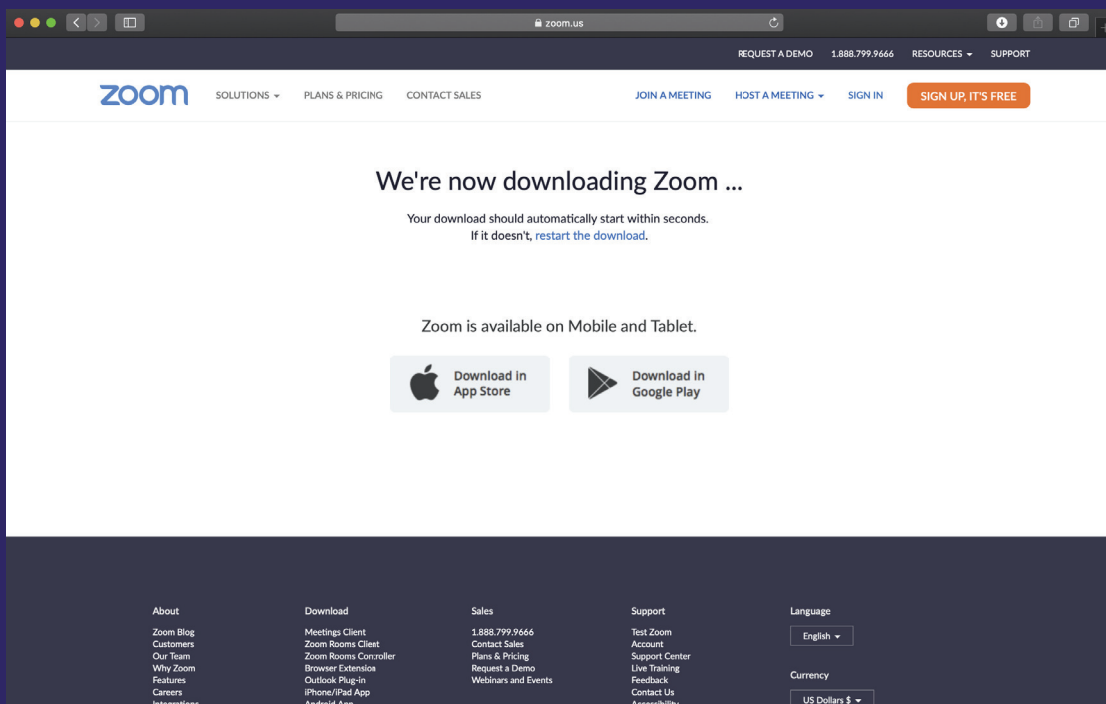 zoom.us
REQUEST A DEMO 1.888.799.9666 RESOURCES SUPPORT
zoom SOLUTIONS PLANS & PRICING CONTACT SALES JOIN A MEETING HOST A MEETING SIGN IN SIGN UP, IT'S FREE
We're now downloading Zoom ...
Your download should automatically start within seconds.
If it doesn't, restart the download.
Zoom is available on Mobile and Tablet.
Download in
App Store
Download in
Google Play
About
Zoom Blog
Customers
Our Team
Why Zoom
Features
Careers
Integrations
Download
Meetings Client
Zoom Rooms Client
Zoom Rooms Controller
Browser Extension
Outlook Plug-in
iPhone/iPad App
Android App
Sales
1.888.799.9666
Contact Sales
Plans & Pricing
Request a Demo
Webinars and Events
Support
Test Zoom
Account
Support Center
Live Training
Feedback
Contact Us
Accessibility
Language
English
Currency
US Dollars $